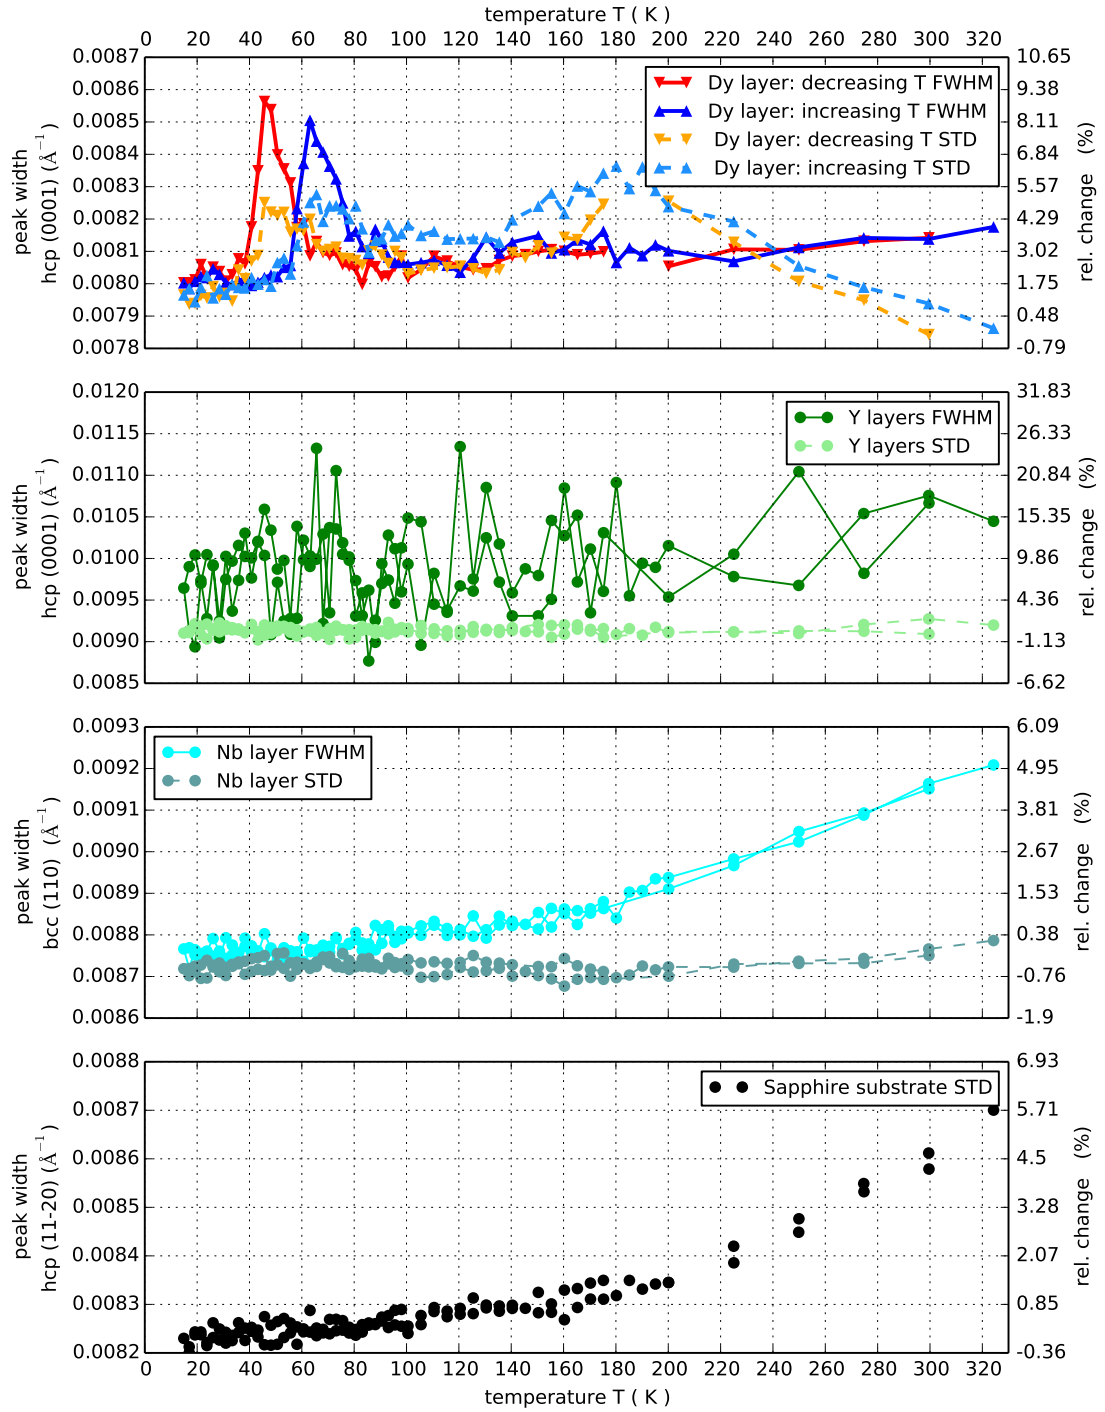 temperature T ( K )
0 20 40 60 80 100 120 140 160 180 200 220 240 260 280 300 320
0.0087 10.65
0.0086 9.38
0.0085 8.11
0.0084 6.84
0.0083 5.57
0.0082 4.29
0.0081 3.02
0.0080 1.75
0.0079 0.48
0.0078 -0.79
peak width
hcp (0001) (Å⁻¹)
rel. change (%)
Dy layer: decreasing T FWHM
Dy layer: increasing T FWHM
Dy layer: decreasing T STD
Dy layer: increasing T STD
0.0120 31.83
0.0115 26.33
0.0110 20.84
0.0105 15.35
0.0100 9.86
0.0095 4.36
0.0090 -1.13
0.0085 -6.62
peak width
hcp (0001) (Å⁻¹)
rel. change (%)
Y layers FWHM
Y layers STD
0.0093 6.09
0.0092 4.95
0.0091 3.81
0.0090 2.67
0.0089 1.53
0.0088 0.38
0.0087 -0.76
0.0086 -1.9
peak width
bcc (110) (Å⁻¹)
rel. change (%)
Nb layer FWHM
Nb layer STD
0.0088 6.93
0.0087 5.71
0.0086 4.5
0.0085 3.28
0.0084 2.07
0.0083 0.85
0.0082 -0.36
peak width
hcp (11-20) (Å⁻¹)
rel. change (%)
Sapphire substrate STD
0 20 40 60 80 100 120 140 160 180 200 220 240 260 280 300 320
temperature T ( K )